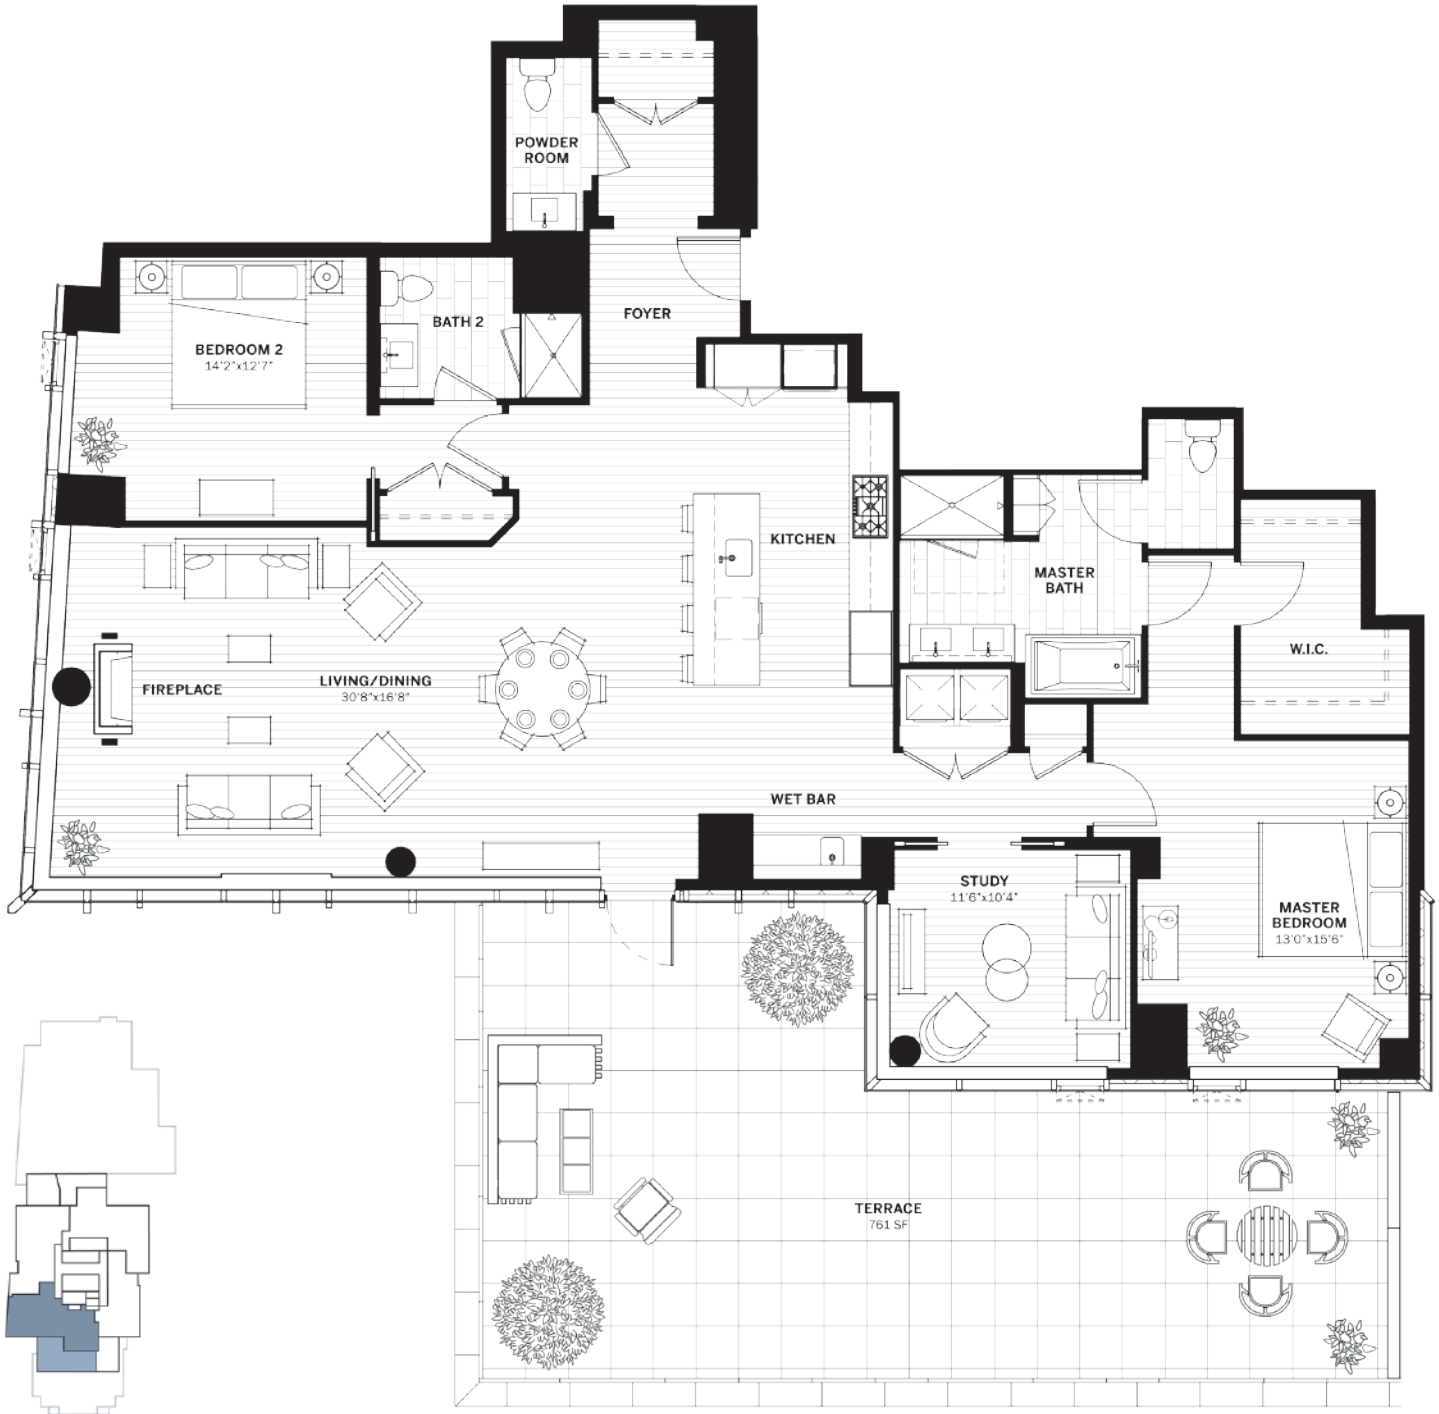 POWDER
ROOM
FOYER
BATH 2
BEDROOM 2
14'2"x12'7"
KITCHEN
MASTER
BATH
W.I.C.
LIVING/DINING
30'8"x16'8"
FIREPLACE
WET BAR
STUDY
11'6"x10'4"
MASTER
BEDROOM
13'0"x15'6"
TERRACE
761 SF